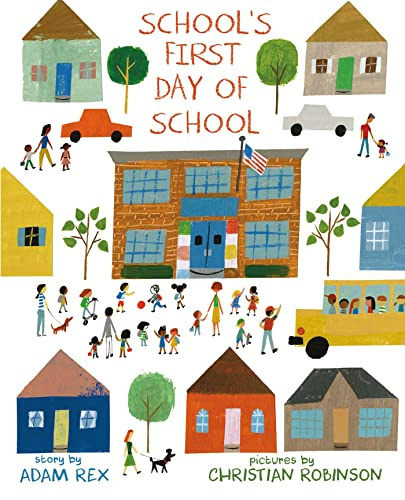 SCHOOL'S
FIRST
DAY OF
SCHOOL
story by
ADAM REX
pictures by
CHRISTIAN ROBINSON